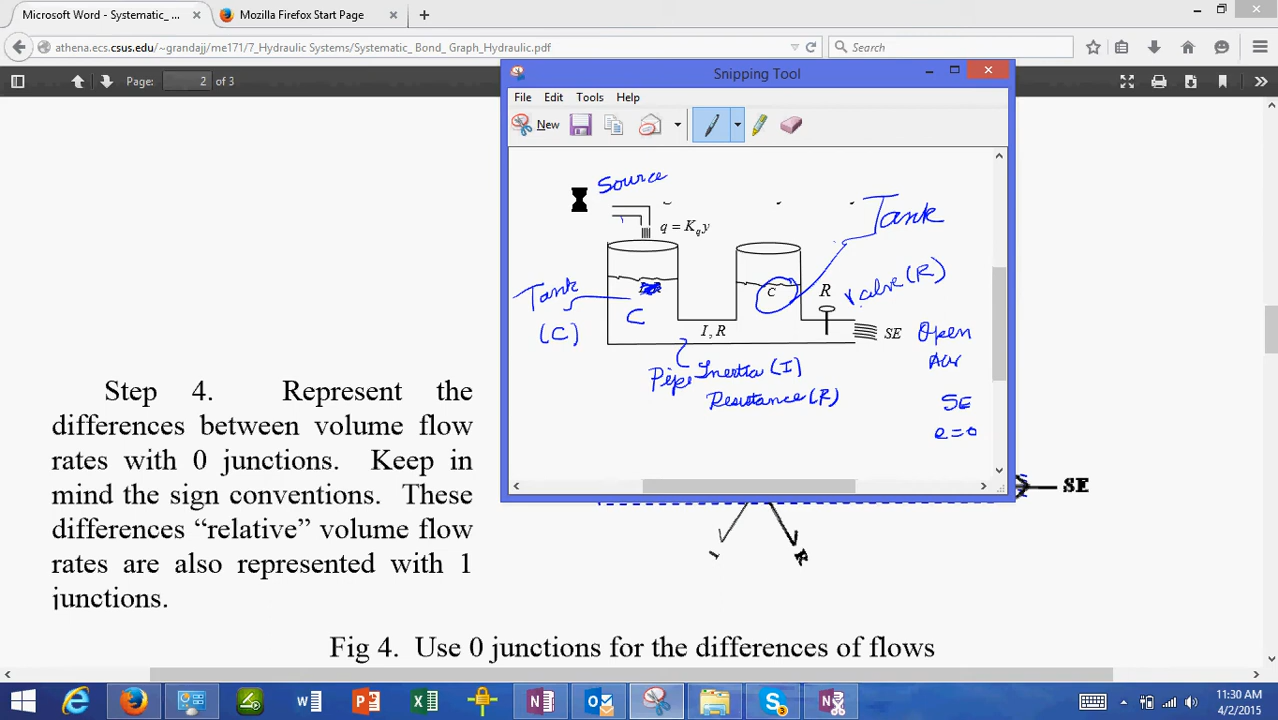 Microsoft Word - Systematic_ ...
Mozilla Firefox Start Page
athena.ecs.csus.edu/~grandajj/me171/7_Hydraulic Systems/Systematic_ Bond_ Graph_Hydraulic.pdf
Search
Page: 2 of 3
Snipping Tool
File Edit Tools Help
New
Source
q = Kqy
Tank
Tank
(C)
C
C
R
Valve (R)
I, R
SE
Open
Air
SE
e=0
Pipe Inertia (I)
Resistance (R)
SE
I
R
Step 4. Represent the
differences between volume flow
rates with 0 junctions. Keep in
mind the sign conventions. These
differences “relative” volume flow
rates are also represented with 1
junctions.
Fig 4. Use 0 junctions for the differences of flows
11:30 AM
4/2/2015